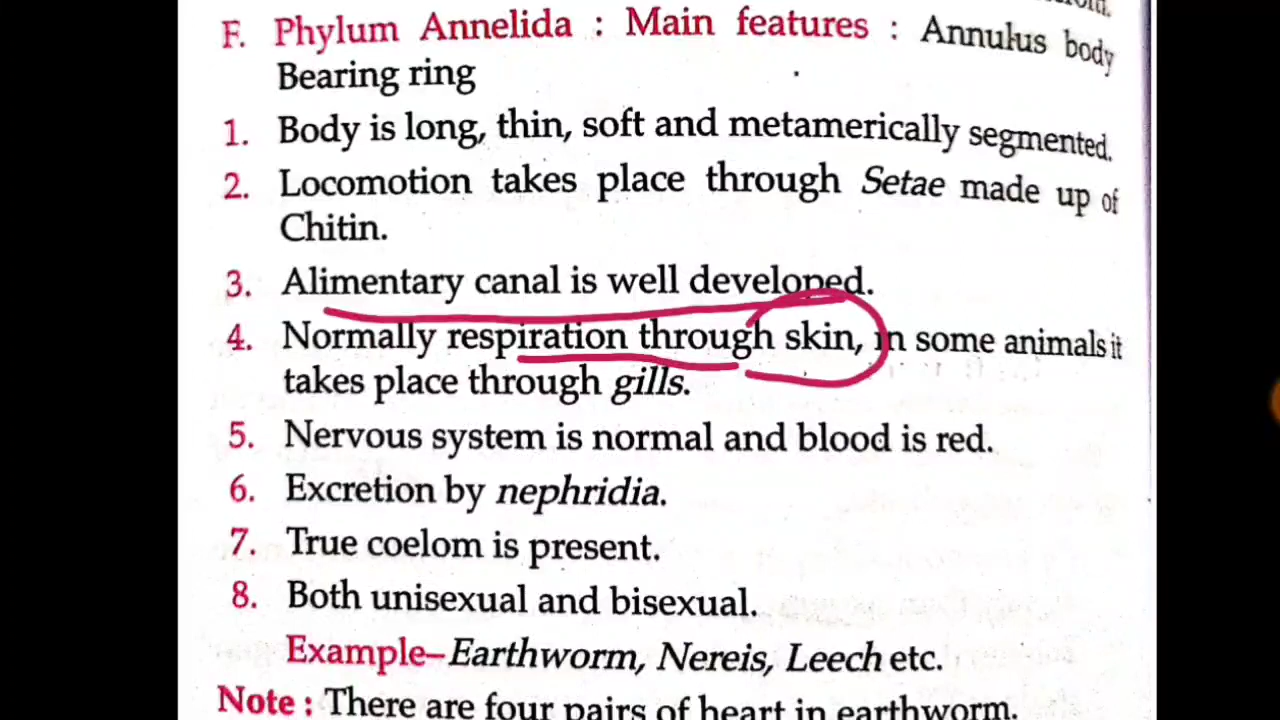 F. Phylum Annelida : Main features : Annulus body
Bearing ring
1. Body is long, thin, soft and metamerically segmented.
2. Locomotion takes place through Setae made up of
Chitin.
3. Alimentary canal is well developed.
4. Normally respiration through skin, in some animals it
takes place through gills.
5. Nervous system is normal and blood is red.
6. Excretion by nephridia.
7. True coelom is present.
8. Both unisexual and bisexual.
Example– Earthworm, Nereis, Leech etc.
Note : There are four pairs of heart in earthworm.